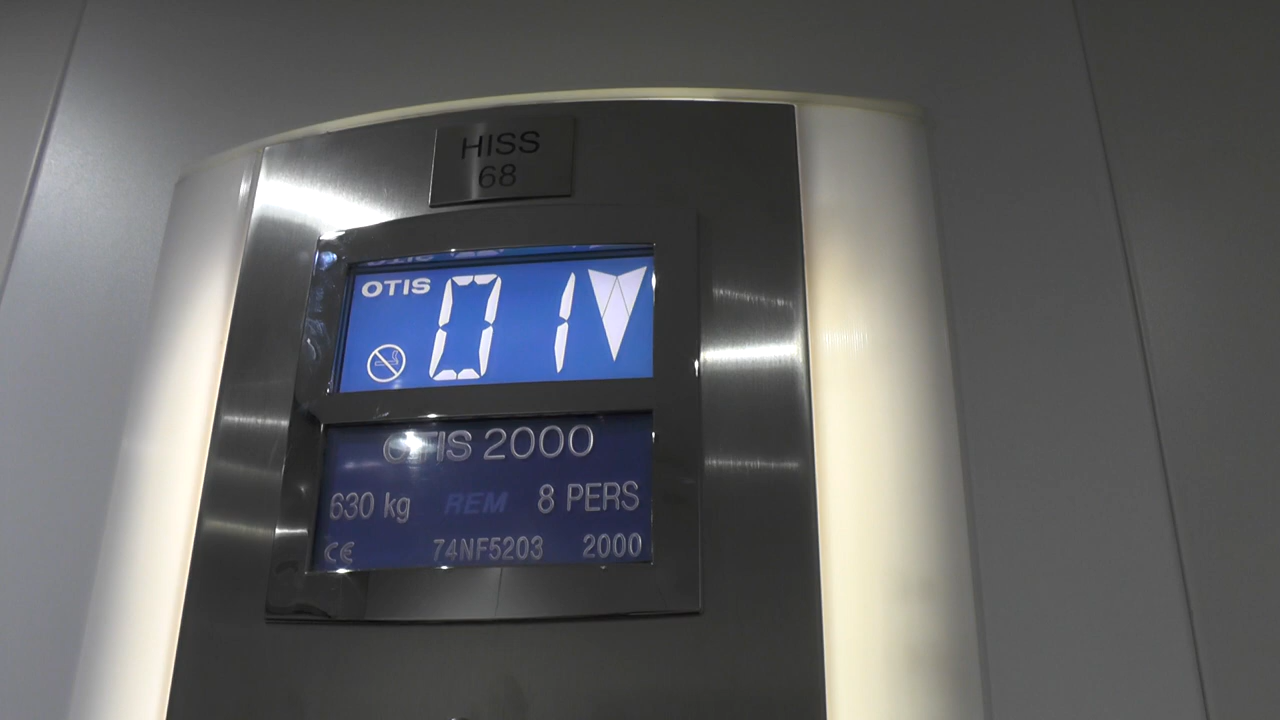 HISS
68
OTIS 01
OTIS 2000
630 kg REM 8 PERS
CE 74NF5203 2000